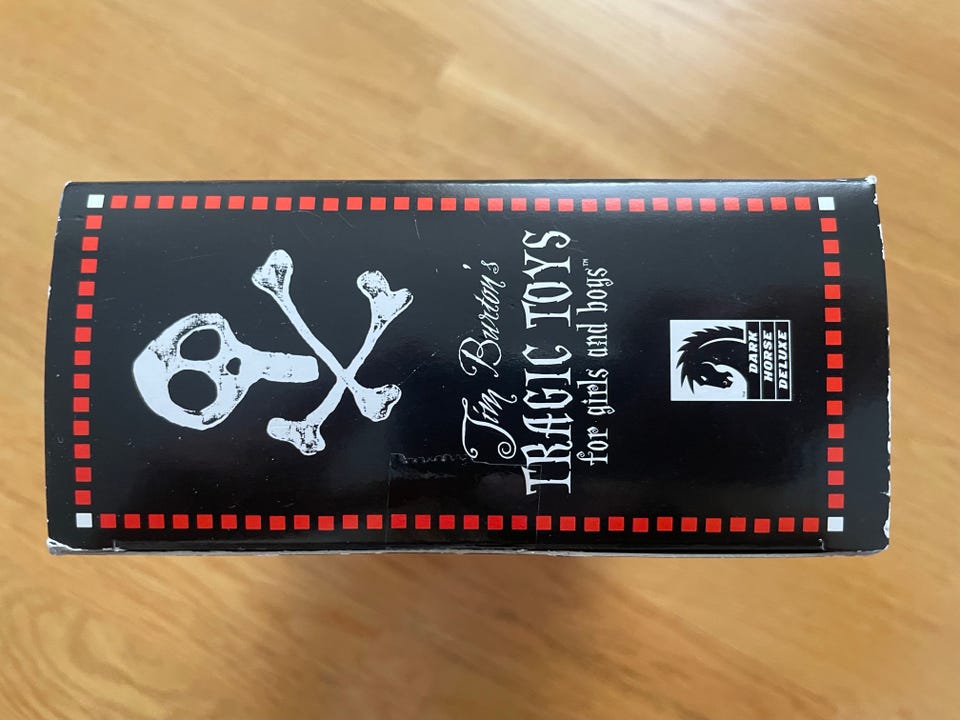 Tim Burton's
TRAGIC TOYS
for girls and boys™
DARK
HORSE
DELUXE